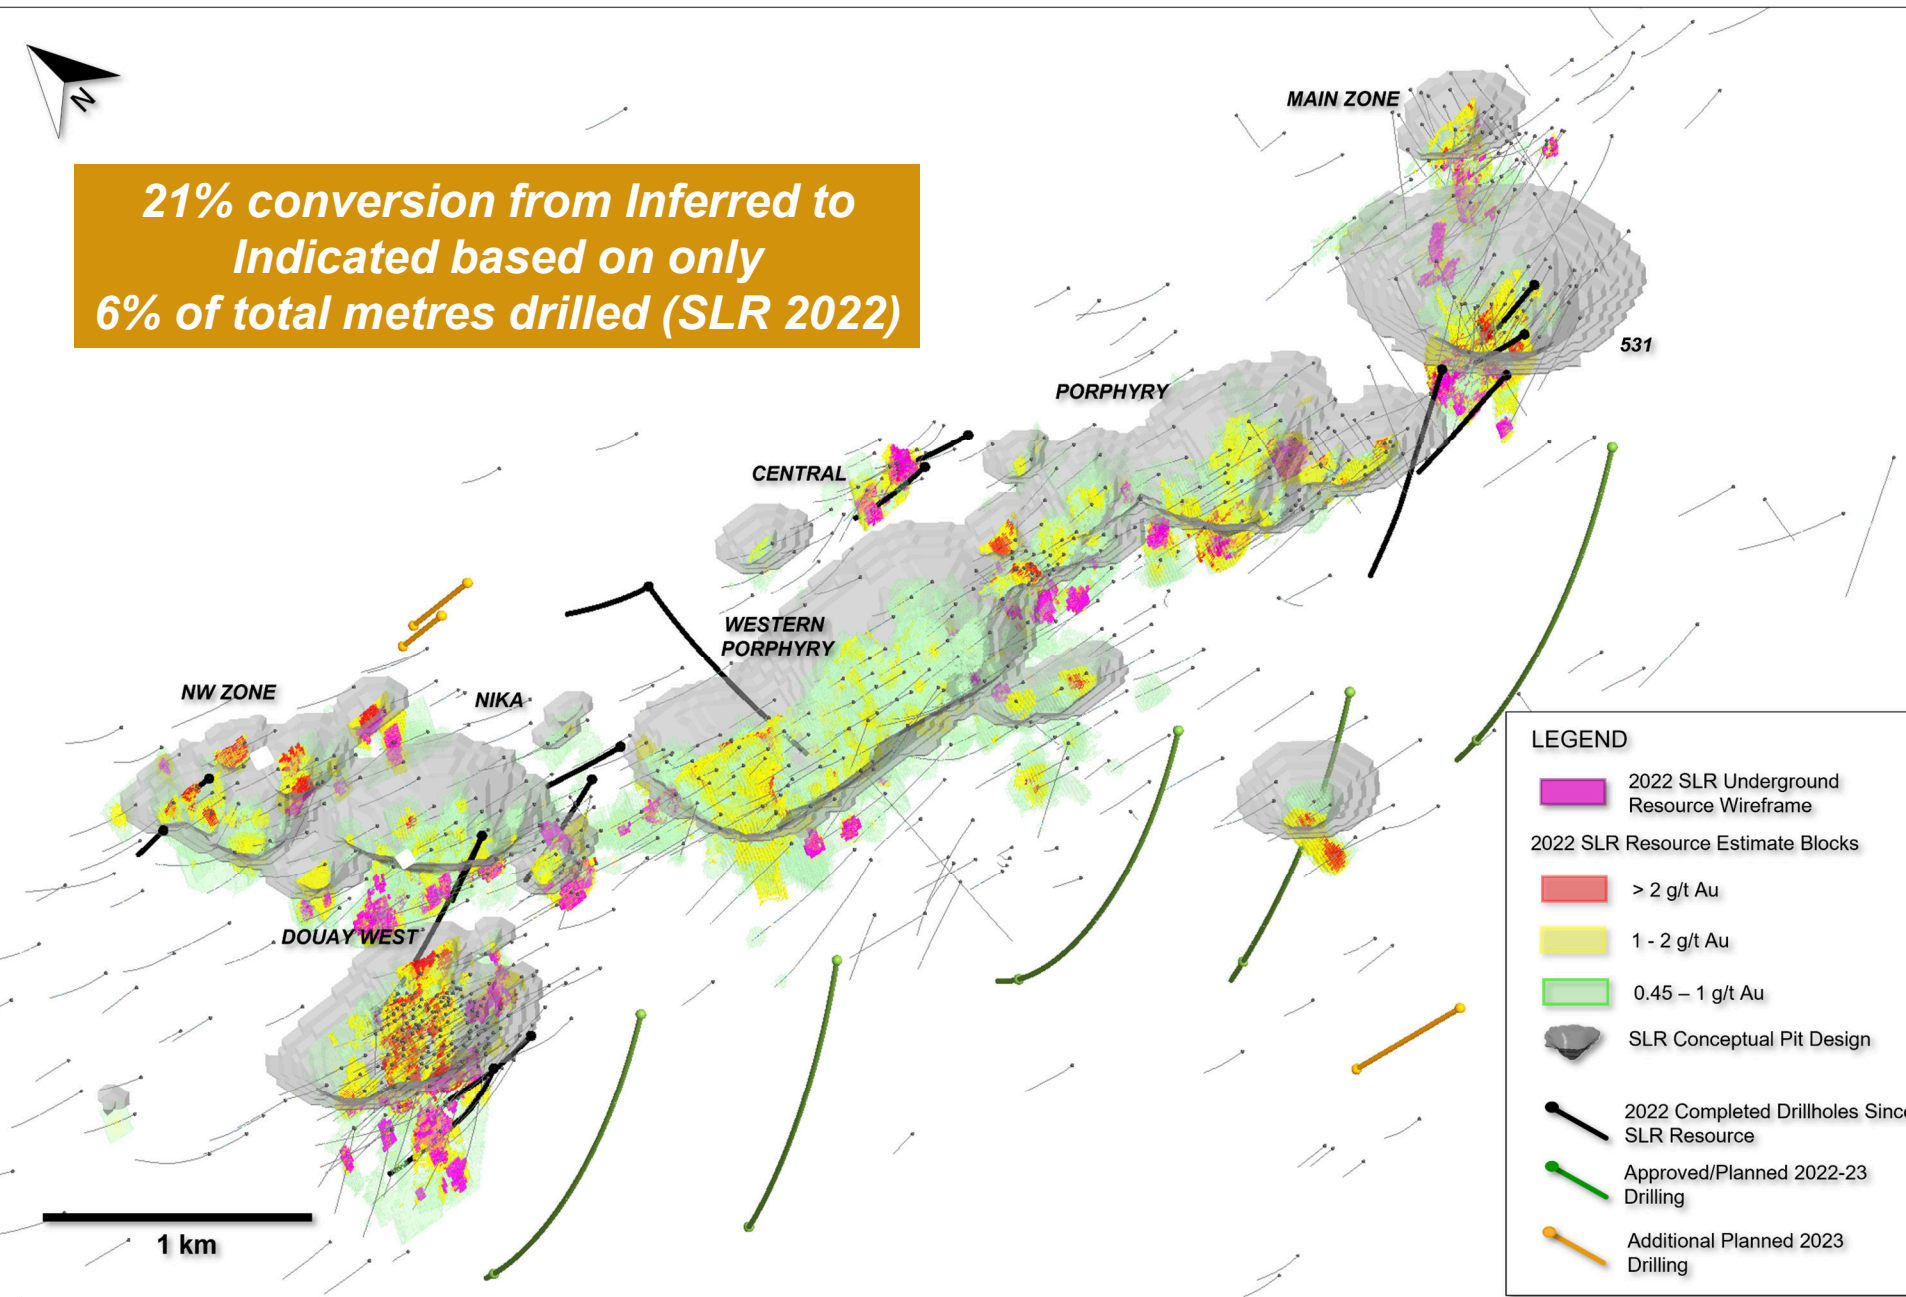 N
21% conversion from Inferred to
Indicated based on only
6% of total metres drilled (SLR 2022)
MAIN ZONE
531
PORPHYRY
CENTRAL
WESTERN
PORPHYRY
NW ZONE
NIKA
DOUAY WEST
1 km
LEGEND
2022 SLR Underground
Resource Wireframe
2022 SLR Resource Estimate Blocks
> 2 g/t Au
1 - 2 g/t Au
0.45 – 1 g/t Au
SLR Conceptual Pit Design
2022 Completed Drillholes Since
SLR Resource
Approved/Planned 2022-23
Drilling
Additional Planned 2023
Drilling